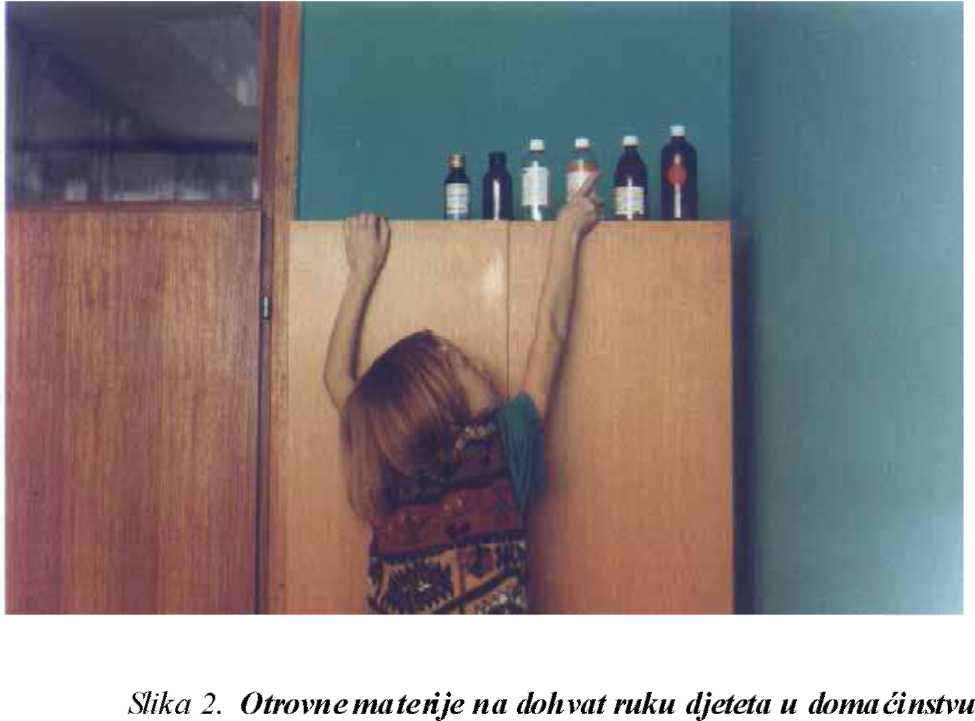 Slika 2. Otrovne materije na dohvat ruku djeteta u domaćinstvu